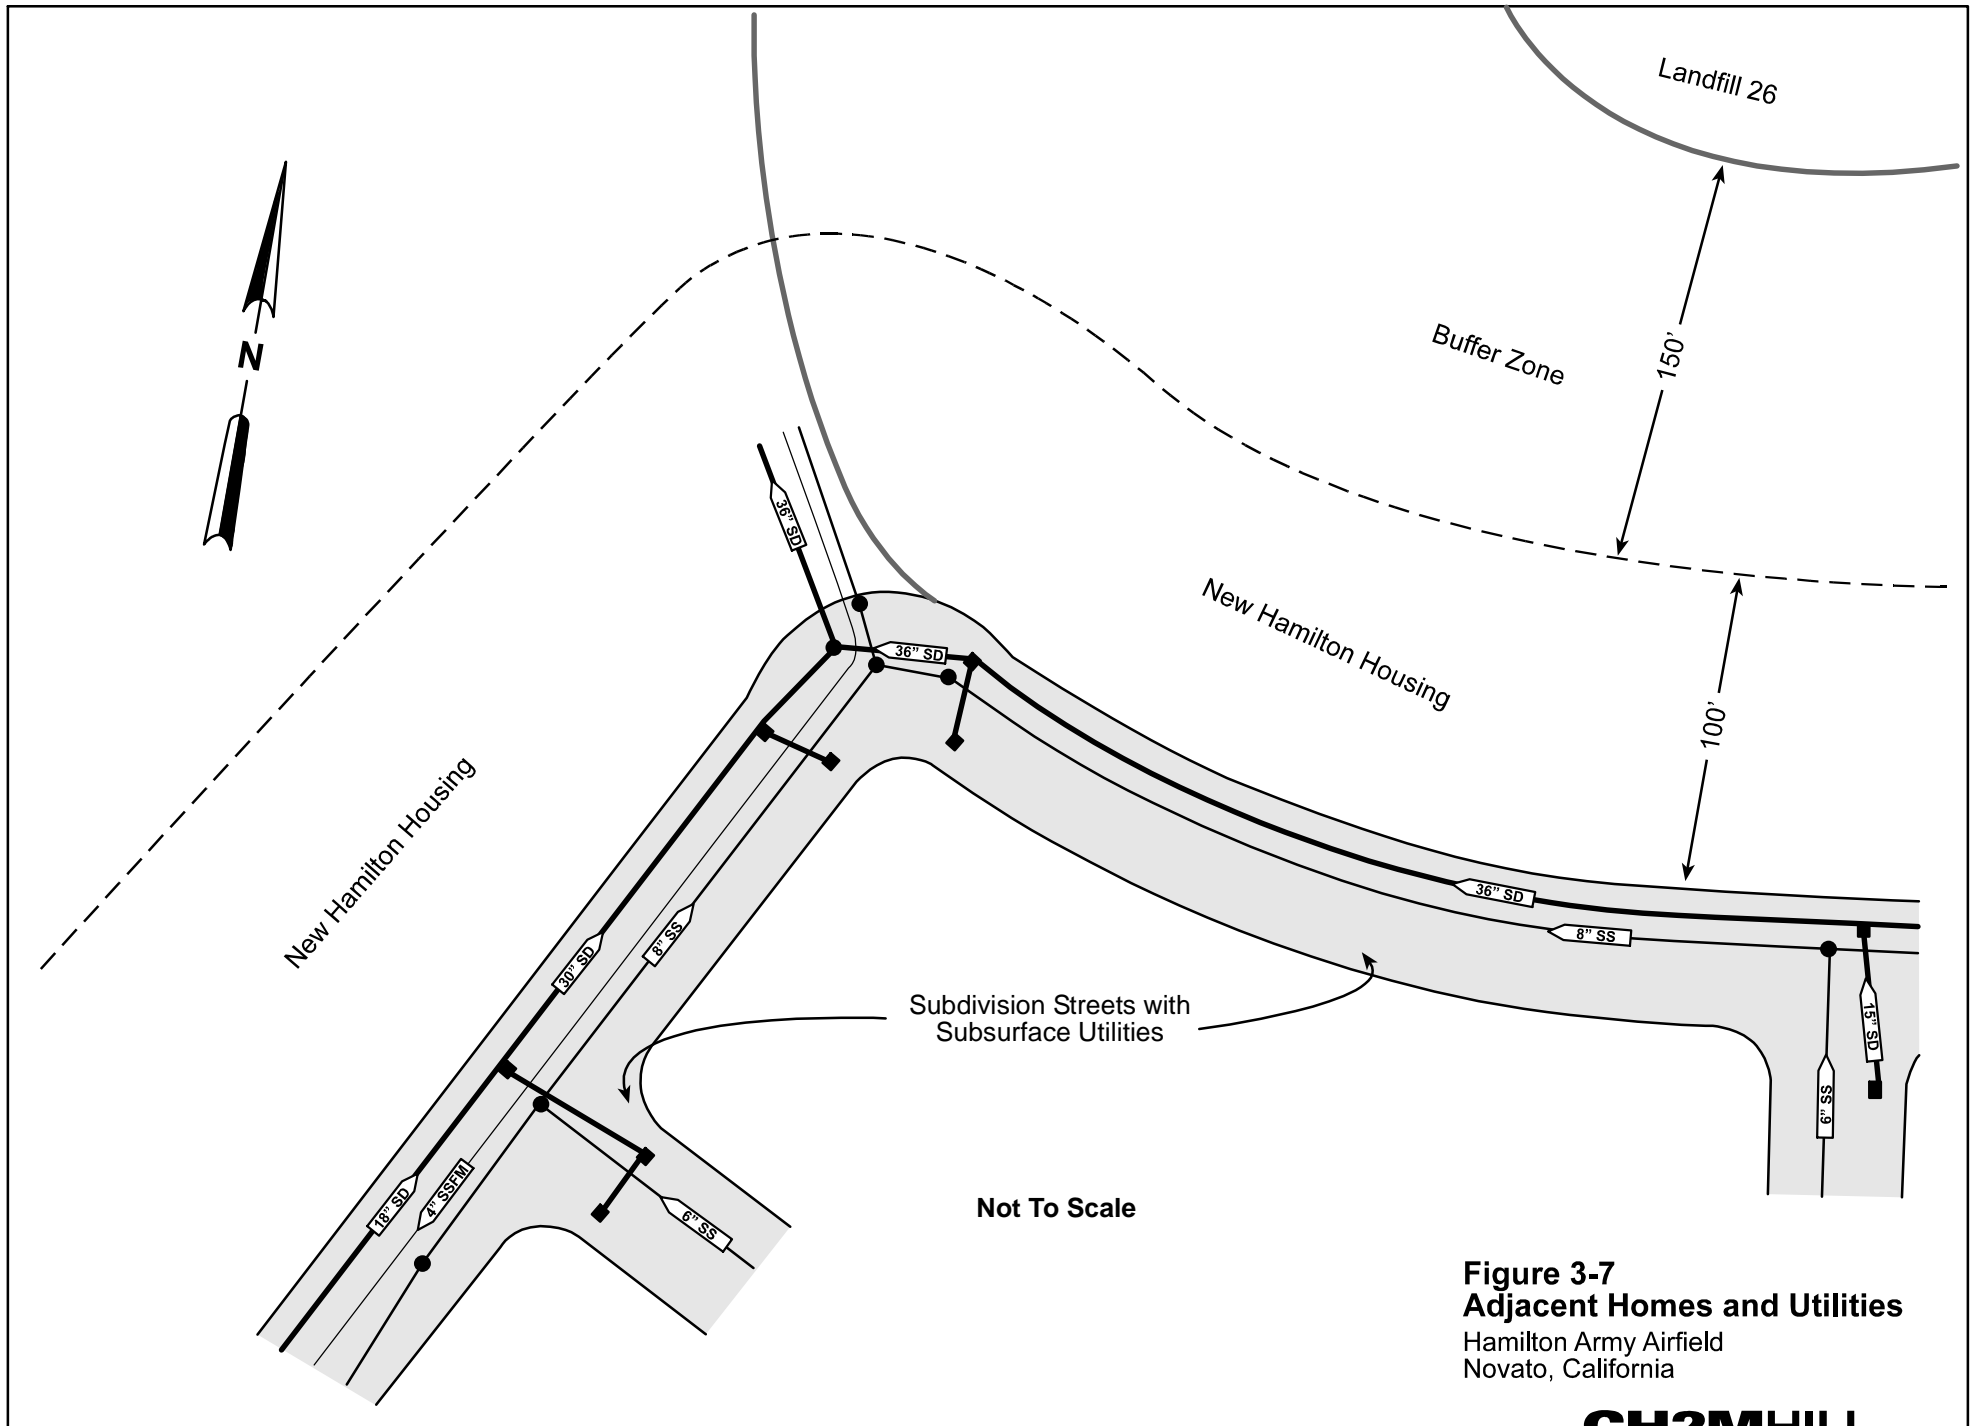 Landfill 26
N
Buffer Zone
150’
36” SD
New Hamilton Housing
36” SD
100’
New Hamilton Housing
36” SD
8” SS
30” SD
8” SS
Subdivision Streets with
Subsurface Utilities
15” SD
6” SS
18” SD
4” SSFM
6” SS
Not To Scale
Figure 3-7
Adjacent Homes and Utilities
Hamilton Army Airfield
Novato, California
CH2MHILL